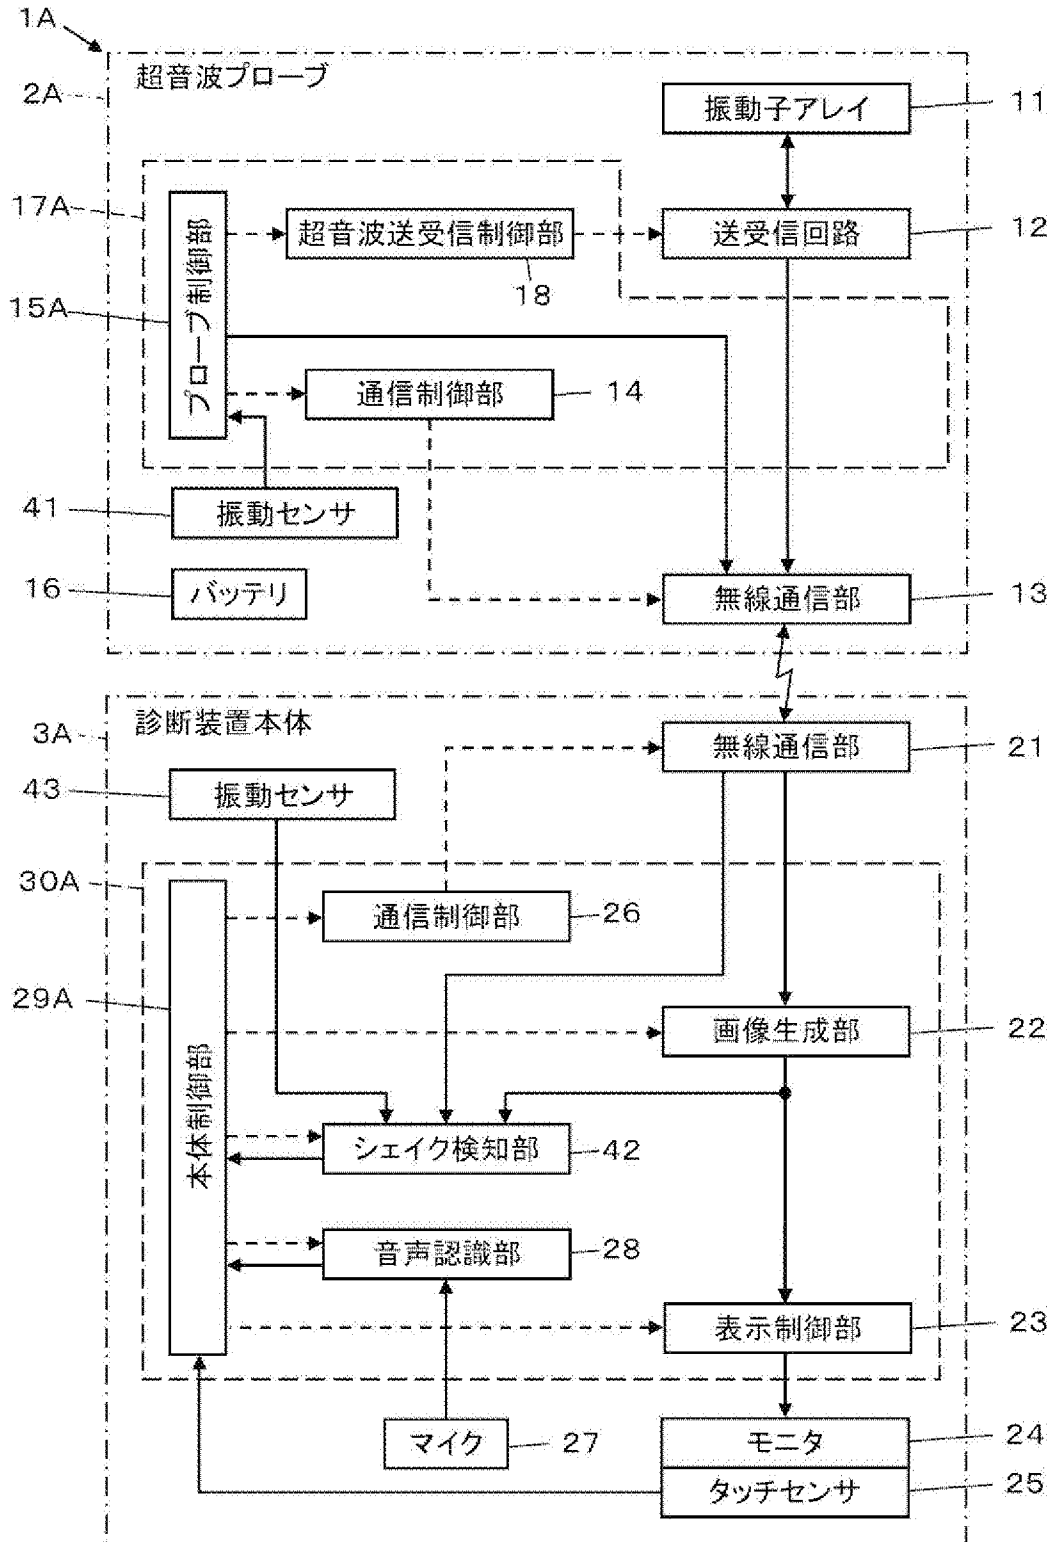 1A
超音波プローブ
2A
振動子アレイ
11
17A
超音波送受信制御部
18
送受信回路
12
プローブ制御部
15A
通信制御部
14
振動センサ
41
バッテリ
16
無線通信部
13
診断装置本体
3A
無線通信部
21
振動センサ
43
30A
通信制御部
26
29A
本体制御部
画像生成部
22
シェイク検知部
42
音声認識部
28
表示制御部
23
マイク
27
モニタ
24
タッチセンサ
25